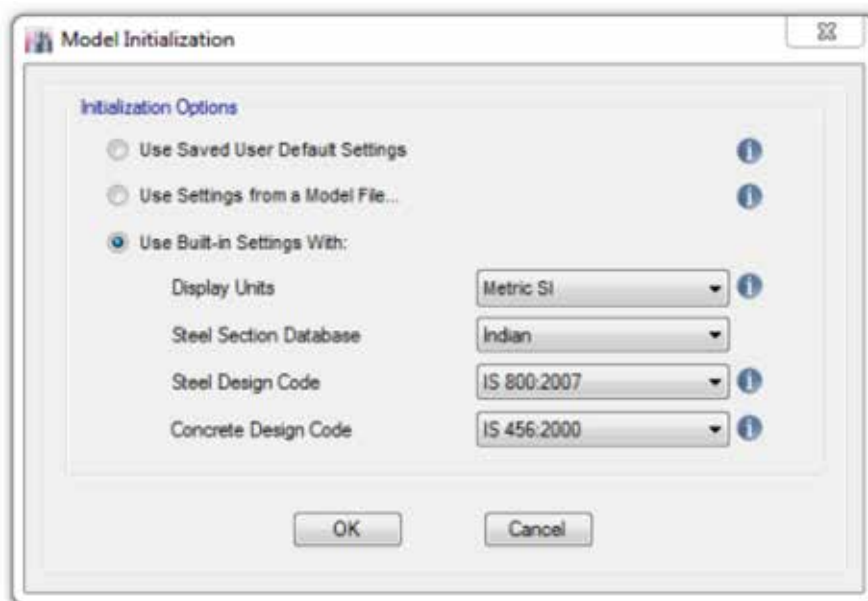 Model Initialization
Initialization Options
Use Saved User Default Settings
Use Settings from a Model File...
Use Built-in Settings With:
Display Units Metric SI
Steel Section Database Indian
Steel Design Code IS 800:2007
Concrete Design Code IS 456:2000
OK Cancel